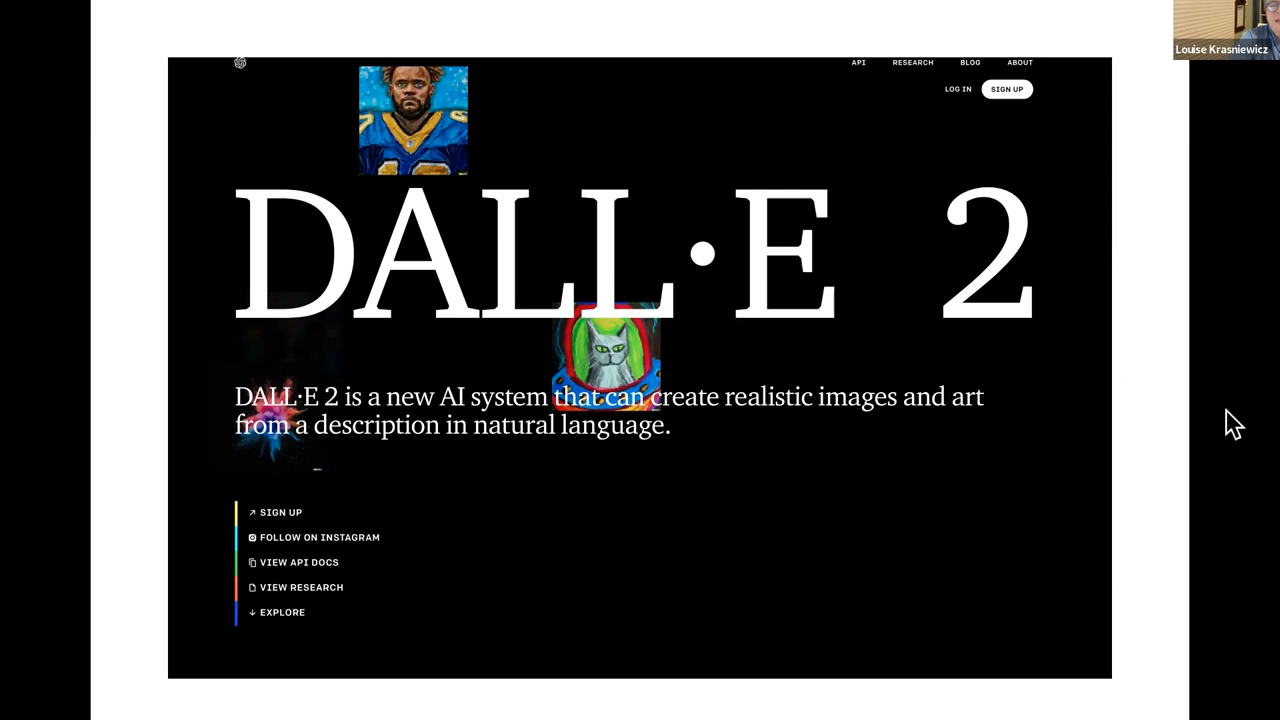 Louise Krasniewicz
API RESEARCH BLOG ABOUT
LOG IN SIGN UP
DALL·E 2
DALL·E 2 is a new AI system that can create realistic images and art
from a description in natural language.
SIGN UP
FOLLOW ON INSTAGRAM
VIEW API DOCS
VIEW RESEARCH
EXPLORE